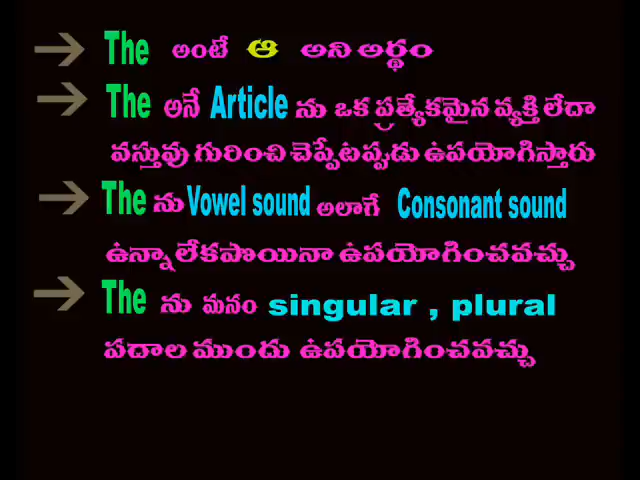 The అంటే ఆ అని అర్థం
The అనే Article ను ఒక ప్రత్యేకమైన వ్యక్తి లేదా
వస్తువు గురించి చెప్పేటప్పడు ఉపయోగిస్తారు
The ను Vowel sound అలాగే Consonant sound
ఉన్నాలేకపొయినా ఉపయోగించవచ్చు
The ను మనం singular , plural
పదాల ముందు ఉపయోగించవచ్చు